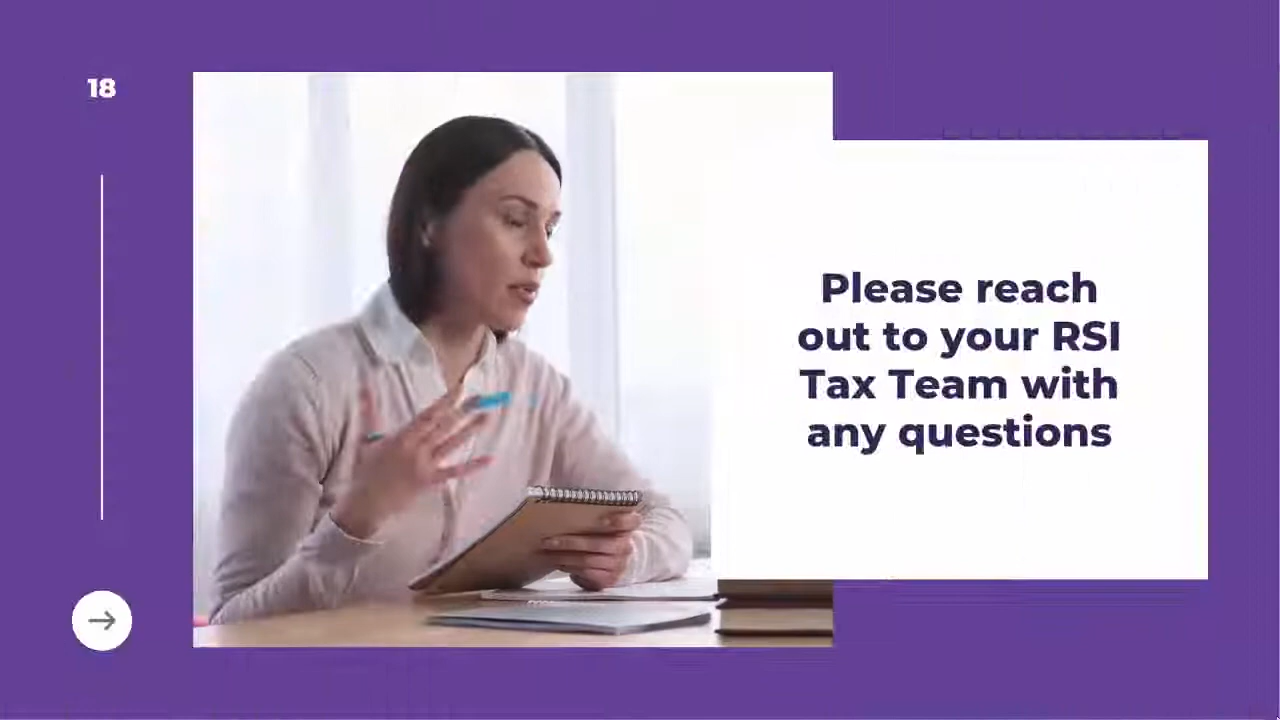 18
Please reach
out to your RSI
Tax Team with
any questions